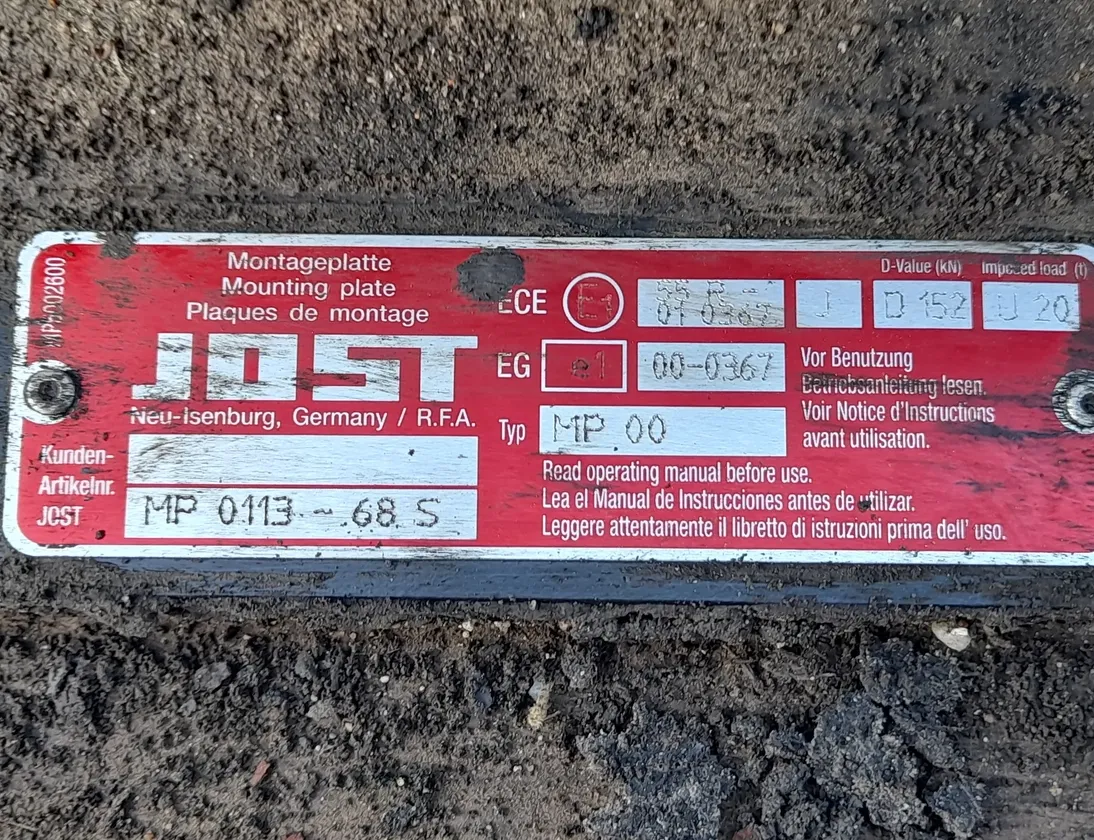 Montageplatte
Mounting plate
Plaques de montage
JOST
Neu-Isenburg, Germany / R.F.A.
Kunden-
Artikelnr.
JOST
MP 0113 - 68 S
ECE E1 55 R - 01 0367 J
D-Value (kN)
D 152
Imposed load (t)
U 20
EG e1 00-0367
Typ MP 00
Vor Benutzung
Betriebsanleitung lesen.
Voir Notice d'Instructions
avant utilisation.
Read operating manual before use.
Lea el Manual de Instrucciones antes de utilizar.
Leggere attentamente il libretto di istruzioni prima dell' uso.